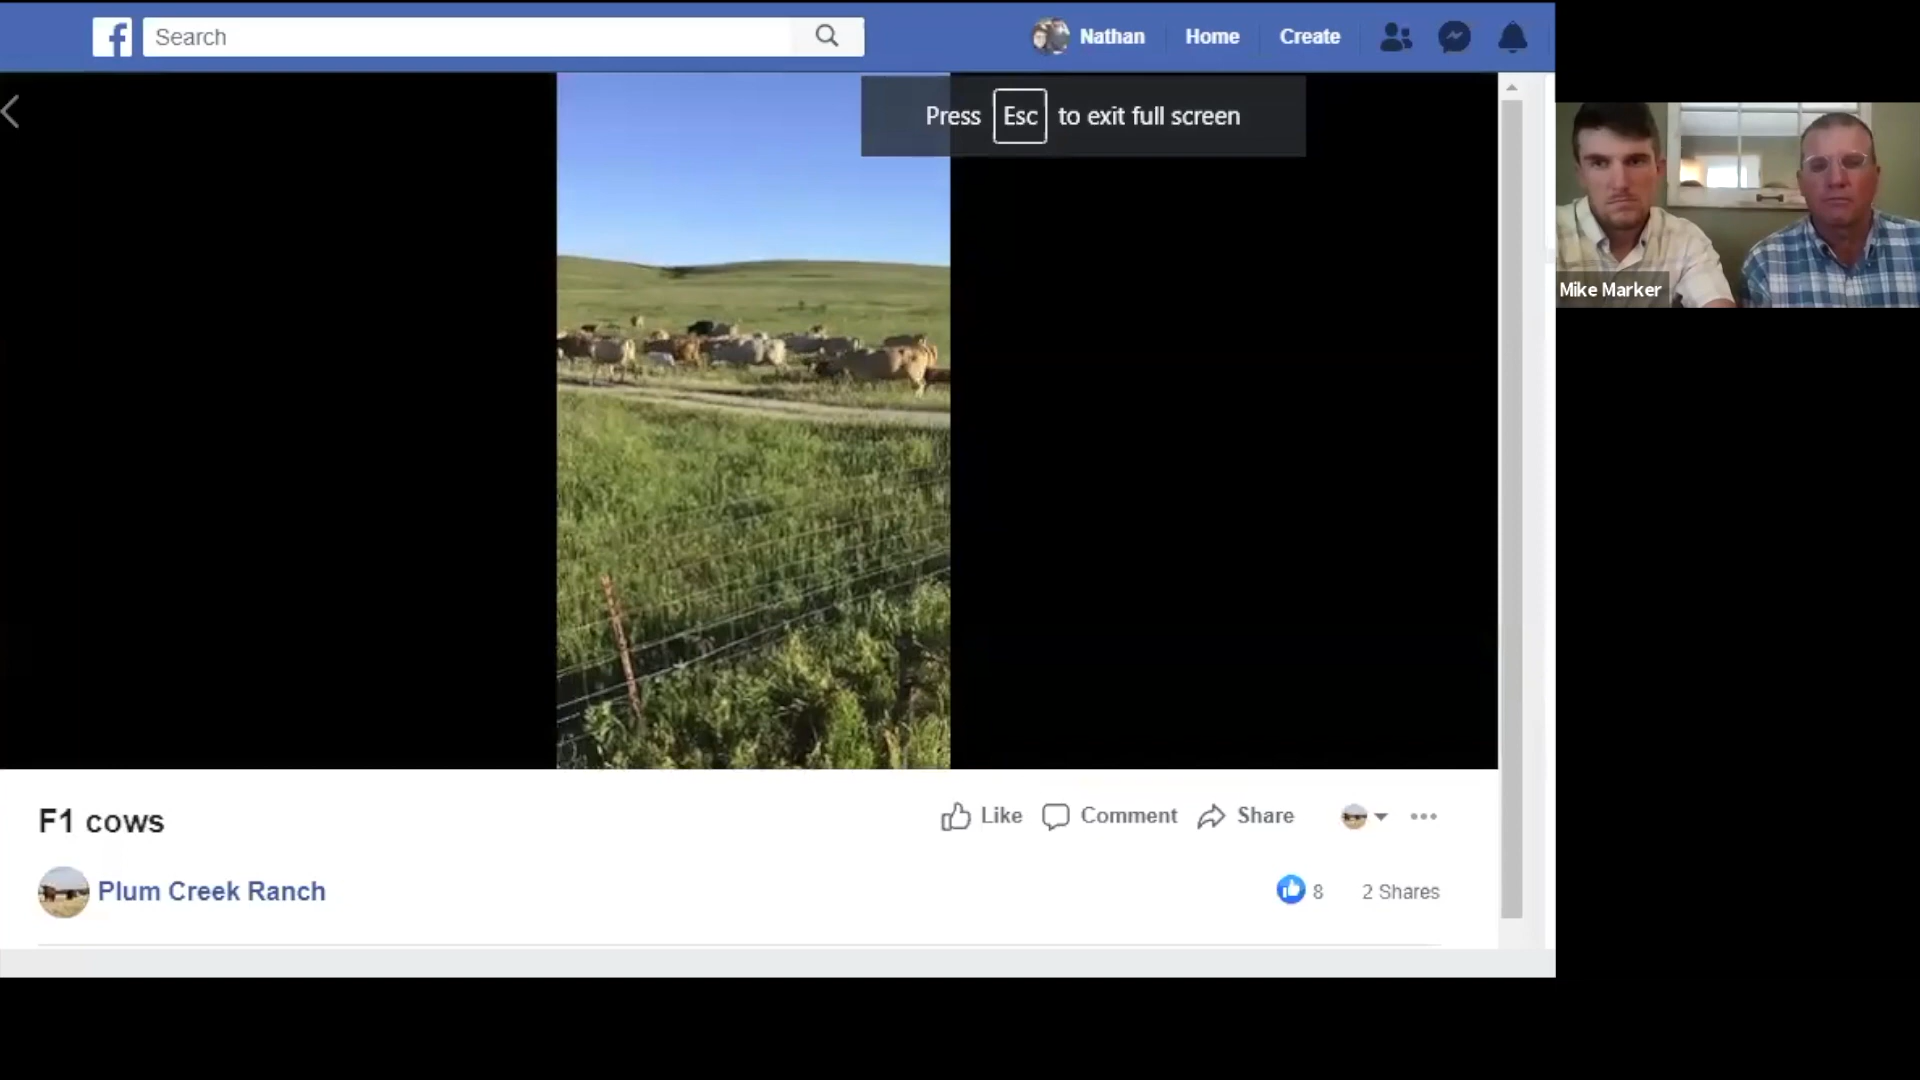 f Search Nathan Home Create
Press Esc to exit full screen
Mike Marker
F1 cows
Like Comment Share
Plum Creek Ranch
8 2 Shares